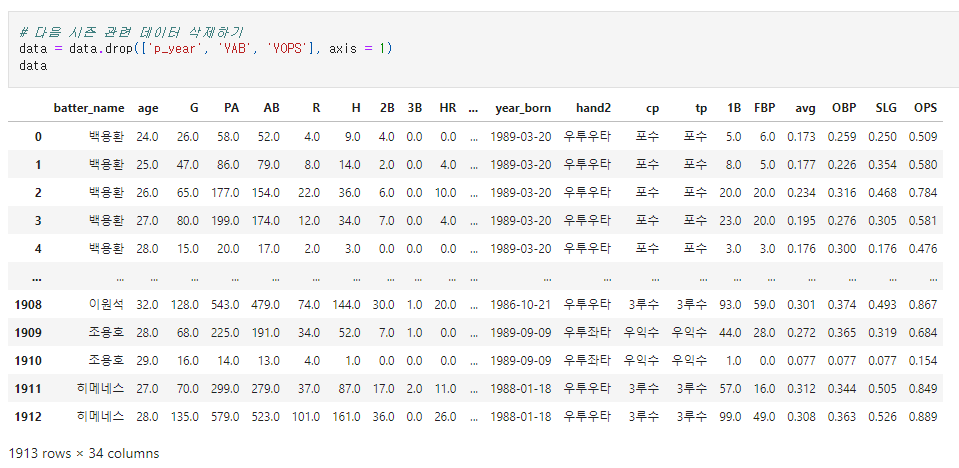 # 다음 시즌 관련 데이터 삭제하기
data = data.drop(['p_year', 'YAB', 'YOPS'], axis = 1)
data
batter_name age G PA AB R H 2B 3B HR ... year_born hand2 cp tp 1B FBP avg OBP SLG OPS
0 백용환 24.0 26.0 58.0 52.0 4.0 9.0 4.0 0.0 0.0 ... 1989-03-20 우투우타 포수 포수 5.0 6.0 0.173 0.259 0.250 0.509
1 백용환 25.0 47.0 86.0 79.0 8.0 14.0 2.0 0.0 4.0 ... 1989-03-20 우투우타 포수 포수 8.0 5.0 0.177 0.226 0.354 0.580
2 백용환 26.0 65.0 177.0 154.0 22.0 36.0 6.0 0.0 10.0 ... 1989-03-20 우투우타 포수 포수 20.0 20.0 0.234 0.316 0.468 0.784
3 백용환 27.0 80.0 199.0 174.0 12.0 34.0 7.0 0.0 4.0 ... 1989-03-20 우투우타 포수 포수 23.0 20.0 0.195 0.276 0.305 0.581
4 백용환 28.0 15.0 20.0 17.0 2.0 3.0 0.0 0.0 0.0 ... 1989-03-20 우투우타 포수 포수 3.0 3.0 0.176 0.300 0.176 0.476
... ... ... ... ... ... ... ... ... ... ... ... ... ... ... ... ... ... ... ... ... ...
1908 이원석 32.0 128.0 543.0 479.0 74.0 144.0 30.0 1.0 20.0 ... 1986-10-21 우투우타 3루수 3루수 93.0 59.0 0.301 0.374 0.493 0.867
1909 조용호 28.0 68.0 225.0 191.0 34.0 52.0 7.0 1.0 0.0 ... 1989-09-09 우투좌타 우익수 우익수 44.0 28.0 0.272 0.365 0.319 0.684
1910 조용호 29.0 16.0 14.0 13.0 4.0 1.0 0.0 0.0 0.0 ... 1989-09-09 우투좌타 우익수 우익수 1.0 0.0 0.077 0.077 0.077 0.154
1911 히메네스 27.0 70.0 299.0 279.0 37.0 87.0 17.0 2.0 11.0 ... 1988-01-18 우투우타 3루수 3루수 57.0 16.0 0.312 0.344 0.505 0.849
1912 히메네스 28.0 135.0 579.0 523.0 101.0 161.0 36.0 0.0 26.0 ... 1988-01-18 우투우타 3루수 3루수 99.0 49.0 0.308 0.363 0.526 0.889
1913 rows × 34 columns